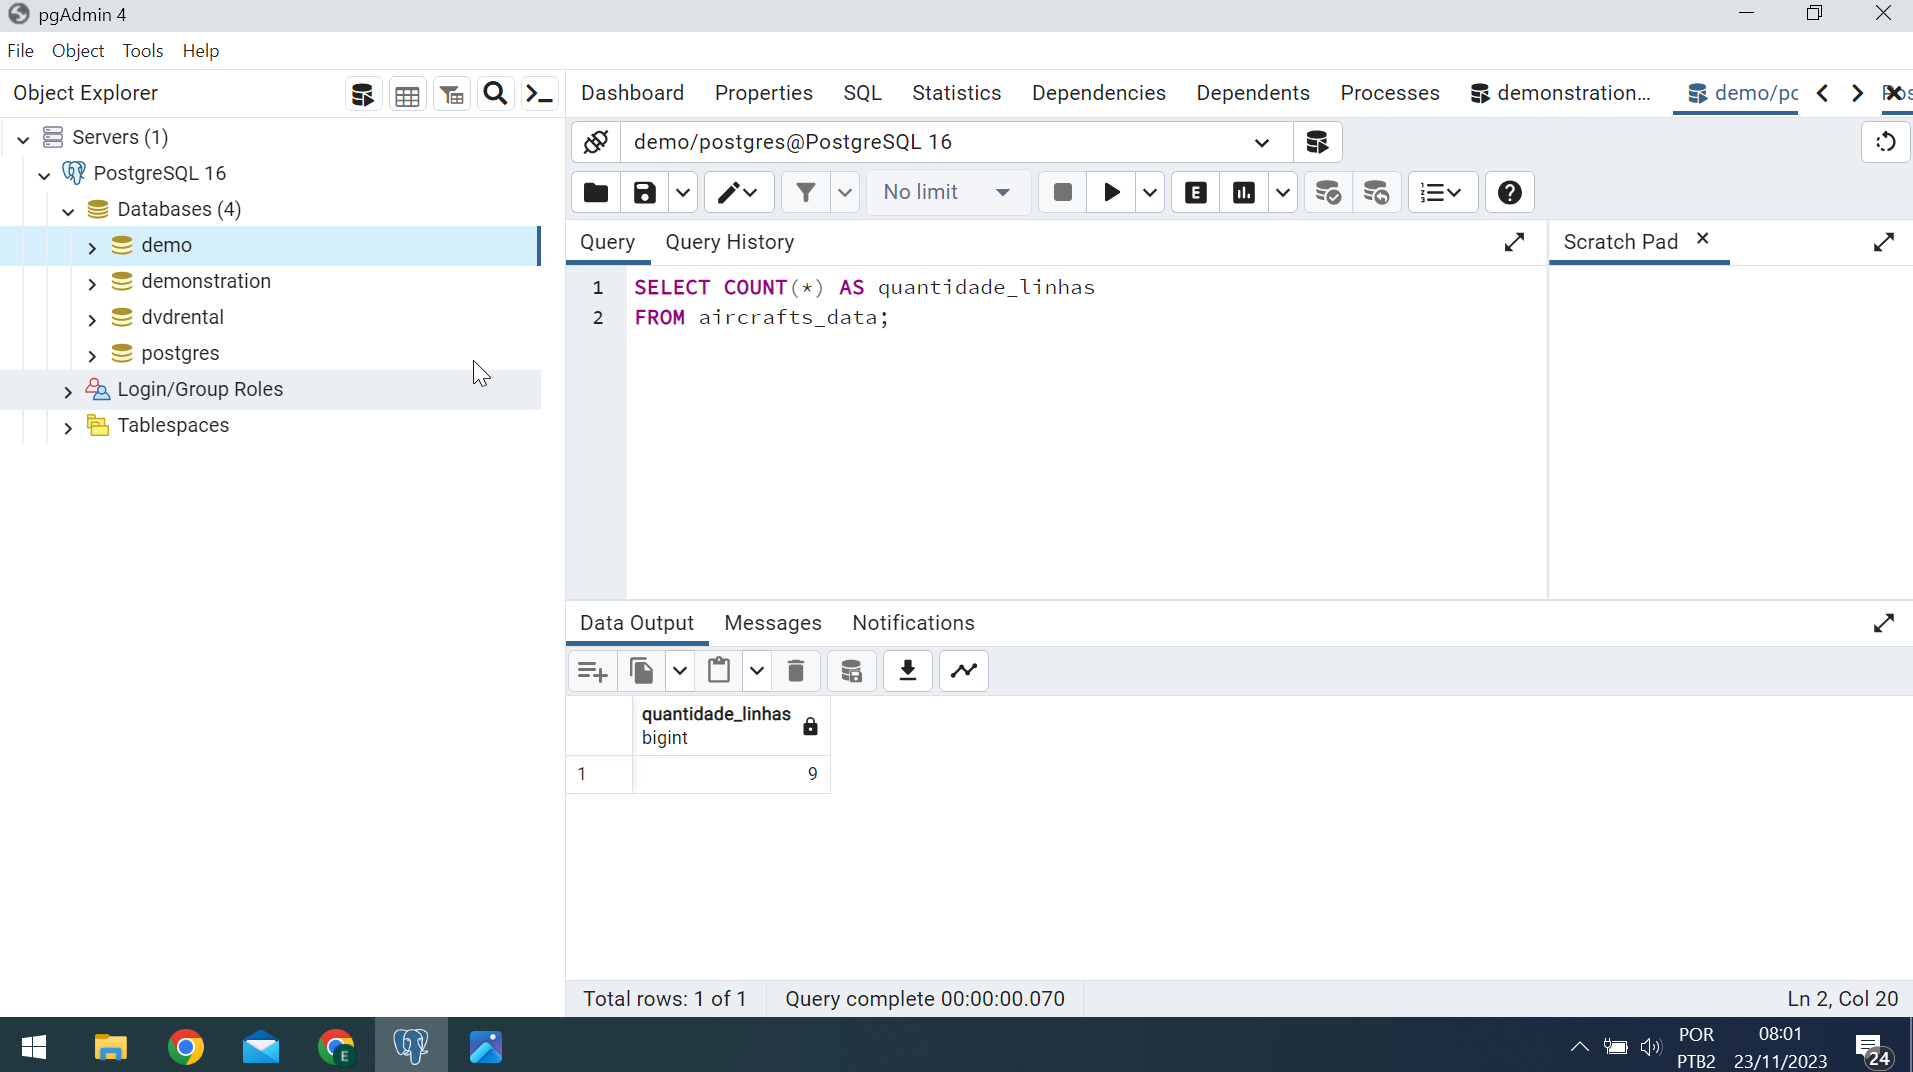 pgAdmin 4
File Object Tools Help
Object Explorer
Dashboard Properties SQL Statistics Dependencies Dependents Processes demonstration... demo/pc Pos
Servers (1)
PostgreSQL 16
Databases (4)
demo
demonstration
dvdrental
postgres
Login/Group Roles
Tablespaces
demo/postgres@PostgreSQL 16
No limit
E
Query Query History
Scratch Pad
1 SELECT COUNT(*) AS quantidade_linhas
2 FROM aircrafts_data;
Data Output Messages Notifications
quantidade_linhas
bigint
1 9
Total rows: 1 of 1 Query complete 00:00:00.070 Ln 2, Col 20
E
POR
PTB2
08:01
23/11/2023
24